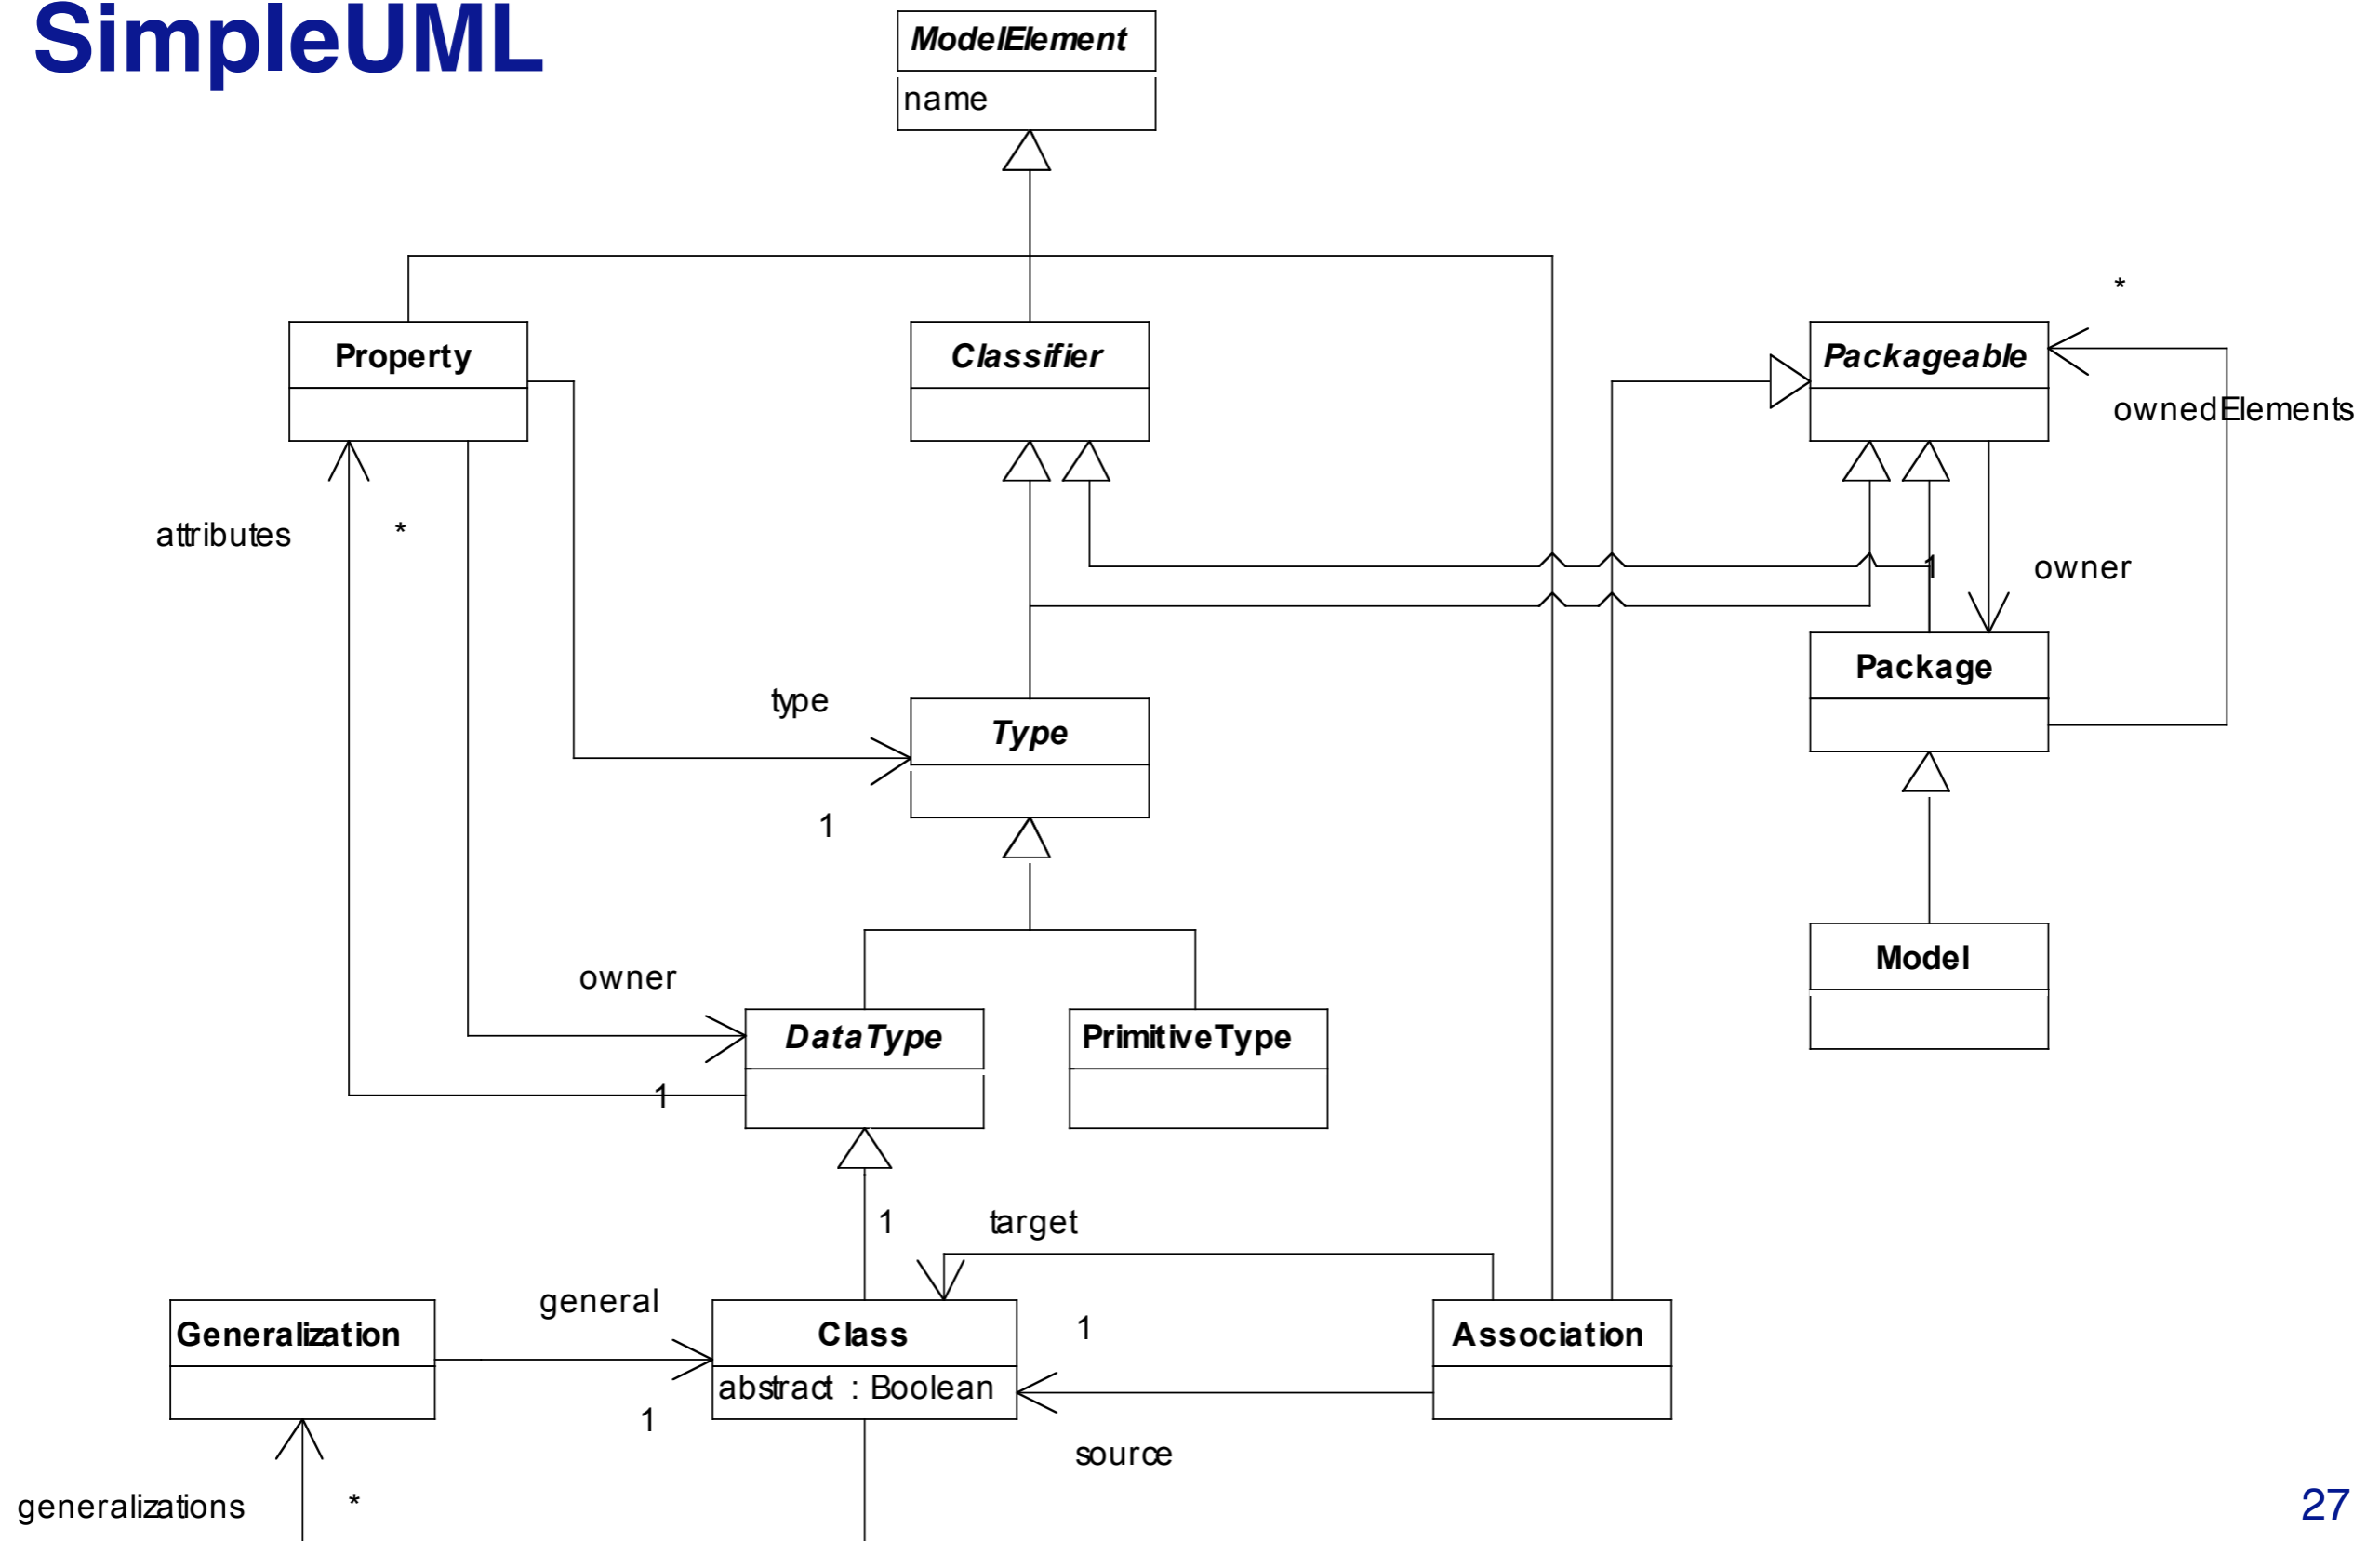 SimpleUML
ModelElement
name
*
Property
Classifier
Packageable
ownedElements
attributes
*
1
owner
Package
type
Type
1
Model
owner
DataType
PrimitiveType
1
1
target
general
Generalization
Class
1
Association
abstract : Boolean
1
source
generalizations
*
27